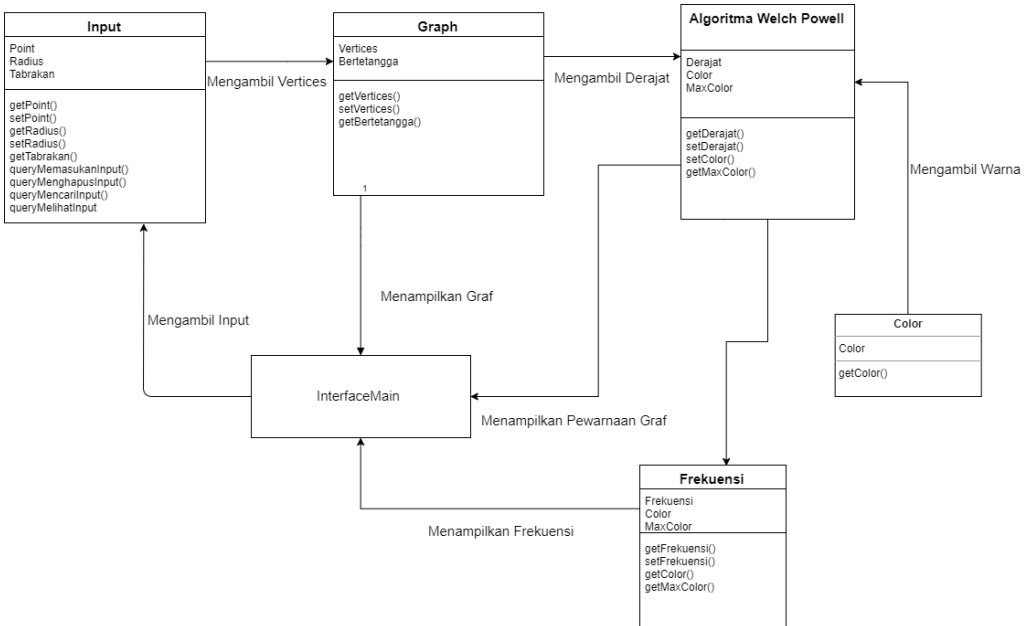 Input
Point
Radius
Tabrakan
getPoint()
setPoint()
getRadius()
setRadius()
getTabrakan()
queryMemasukanInput()
queryMenghapusInput()
queryMencariInput()
queryMelihatInput
Mengambil Vertices
Graph
Vertices
Bertetangga
getVertices()
setVertices()
getBertetangga()
1
Mengambil Derajat
Algoritma Welch Powell
Derajat
Color
MaxColor
getDerajat()
setDerajat()
setColor()
getMaxColor()
Mengambil Warna
Menampilkan Graf
Mengambil Input
Color
Color
getColor()
InterfaceMain
Menampilkan Pewarnaan Graf
Frekuensi
Frekuensi
Color
MaxColor
getFrekuensi()
setFrekuensi()
getColor()
getMaxColor()
Menampilkan Frekuensi